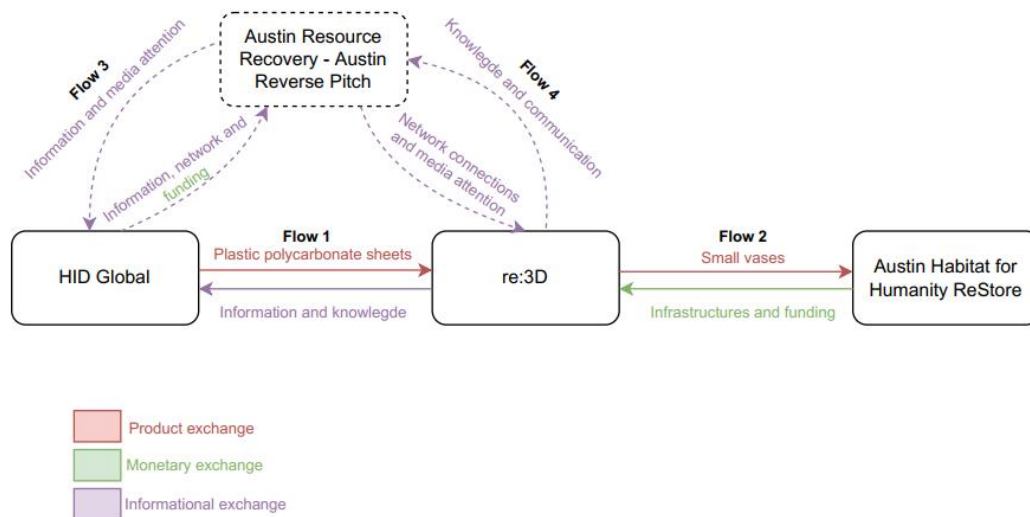 Austin Resource
Recovery - Austin
Reverse Pitch
Flow 3
Information and media attention
Information, network and
funding
Network connections
and media attention
Flow 4
Knowlegde and communication
HID Global
Flow 1
Plastic polycarbonate sheets
Information and knowlegde
re:3D
Flow 2
Small vases
Infrastructures and funding
Austin Habitat for
Humanity ReStore
Product exchange
Monetary exchange
Informational exchange